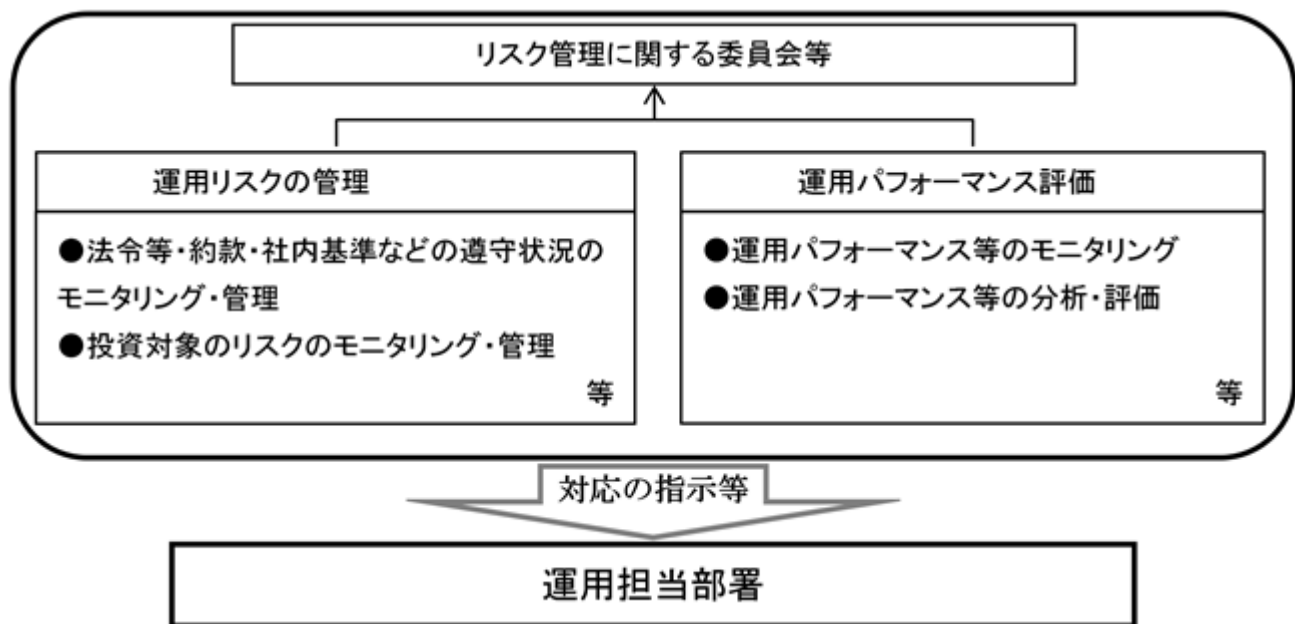 リスク管理に関する委員会等
運用リスクの管理
●法令等・約款・社内基準などの遵守状況の
モニタリング・管理
●投資対象のリスクのモニタリング・管理
等
運用パフォーマンス評価
●運用パフォーマンス等のモニタリング
●運用パフォーマンス等の分析・評価
等
対応の指示等
運用担当部署